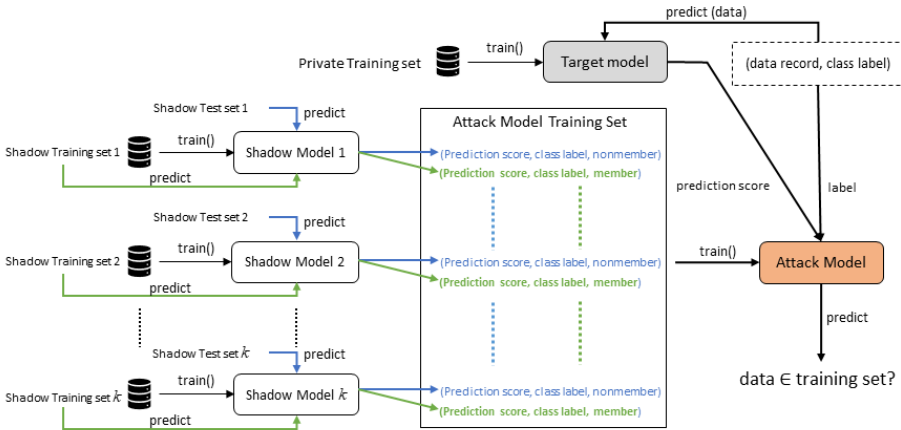 predict (data)
train()
Private Training set
Target model
(data record, class label)
Shadow Test set 1
predict
Attack Model Training Set
train()
Shadow Training set 1
Shadow Model 1
(Prediction score, class label, nonmember)
predict
(Prediction score, class label, member)
prediction score
label
Shadow Test set 2
predict
train()
train()
Shadow Training set 2
Shadow Model 2
(Prediction score, class label, nonmember)
Attack Model
predict
(Prediction score, class label, member)
predict
Shadow Test set k
predict
data ∈ training set?
train()
Shadow Training set k
Shadow Model k
(Prediction score, class label, nonmember)
predict
(Prediction score, class label, member)